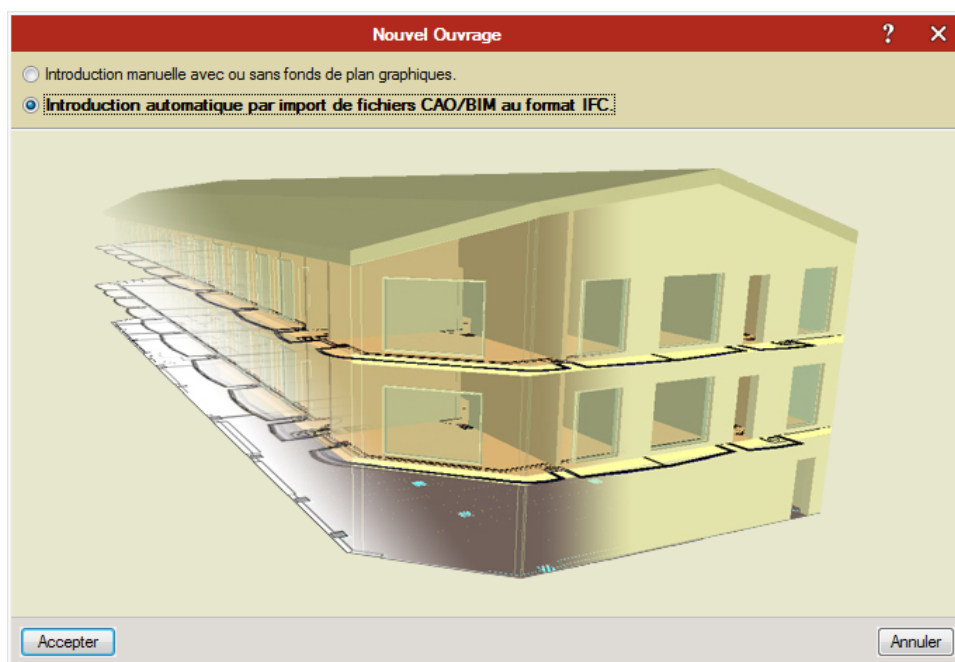 Nouvel Ouvrage ? ×
Introduction manuelle avec ou sans fonds de plan graphiques.
Introduction automatique par import de fichiers CAO/BIM au format IFC.
Accepter Annuler